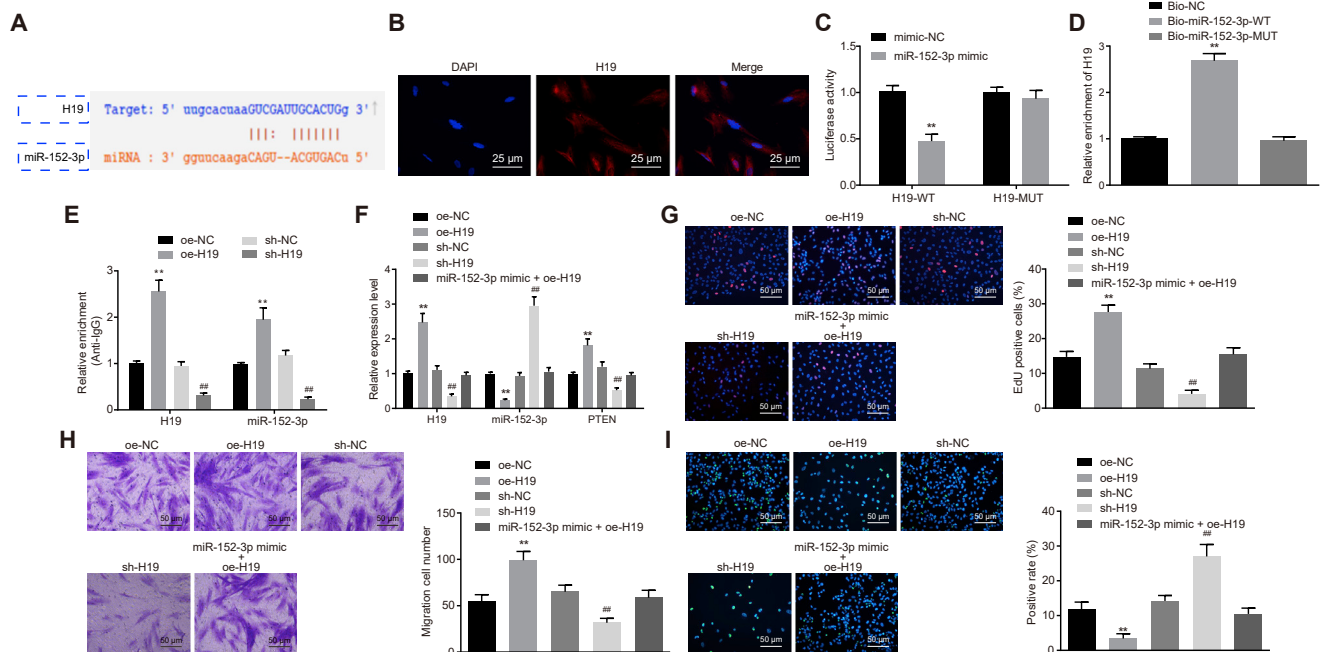 A
H19
Target: 5' uugcacuaaGUCGAUUGCACUGg 3'
miR-152-3p
miRNA : 3' gguucaagaCAGU--ACGUGACu 5'
B
DAPI
H19
Merge
25 µm
25 µm
25 µm
C
mimic-NC
miR-152-3p mimic
Luciferase activity
1.5
1.0
0.5
0.0
**
H19-WT
H19-MUT
D
Bio-NC
Bio-miR-152-3p-WT
Bio-miR-152-3p-MUT
Relative enrichment of H19
3
2
1
0
**
E
oe-NC
oe-H19
sh-NC
sh-H19
Relative enrichment
(Anti-IgG)
3
2
1
0
**
##
**
##
H19
miR-152-3p
F
oe-NC
oe-H19
sh-NC
sh-H19
miR-152-3p mimic + oe-H19
Relative expression level
4
3
2
1
0
**
##
**
##
**
##
H19
miR-152-3p
PTEN
G
oe-NC
oe-H19
sh-NC
50 µm
50 µm
50 µm
sh-H19
miR-152-3p mimic
+
oe-H19
50 µm
50 µm
oe-NC
oe-H19
sh-NC
sh-H19
miR-152-3p mimic + oe-H19
EdU positive cells (%)
40
30
20
10
0
**
##
H
oe-NC
oe-H19
sh-NC
50 µm
50 µm
50 µm
sh-H19
miR-152-3p mimic
+
oe-H19
50 µm
50 µm
oe-NC
oe-H19
sh-NC
sh-H19
miR-152-3p mimic + oe-H19
Migration cell number
150
100
50
0
**
##
I
oe-NC
oe-H19
sh-NC
50 µm
50 µm
50 µm
sh-H19
miR-152-3p mimic
+
oe-H19
50 µm
50 µm
oe-NC
oe-H19
sh-NC
sh-H19
miR-152-3p mimic + oe-H19
Positive rate (%)
40
30
20
10
0
**
##